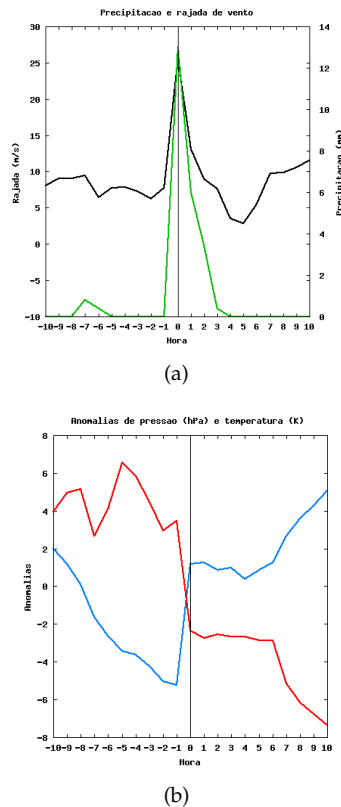 Precipitacao e rajada de vento
30
25
20
15
10
5
0
-5
-10
Rajada (m/s)
14
12
10
8
6
4
2
0
Precipitacao (mm)
-10 -9 -8 -7 -6 -5 -4 -3 -2 -1 0 1 2 3 4 5 6 7 8 9 10
Hora
(a)
Anomalias de pressao (hPa) e temperatura (K)
8
6
4
2
0
-2
-4
-6
-8
Anomalias
-10 -9 -8 -7 -6 -5 -4 -3 -2 -1 0 1 2 3 4 5 6 7 8 9 10
Hora
(b)